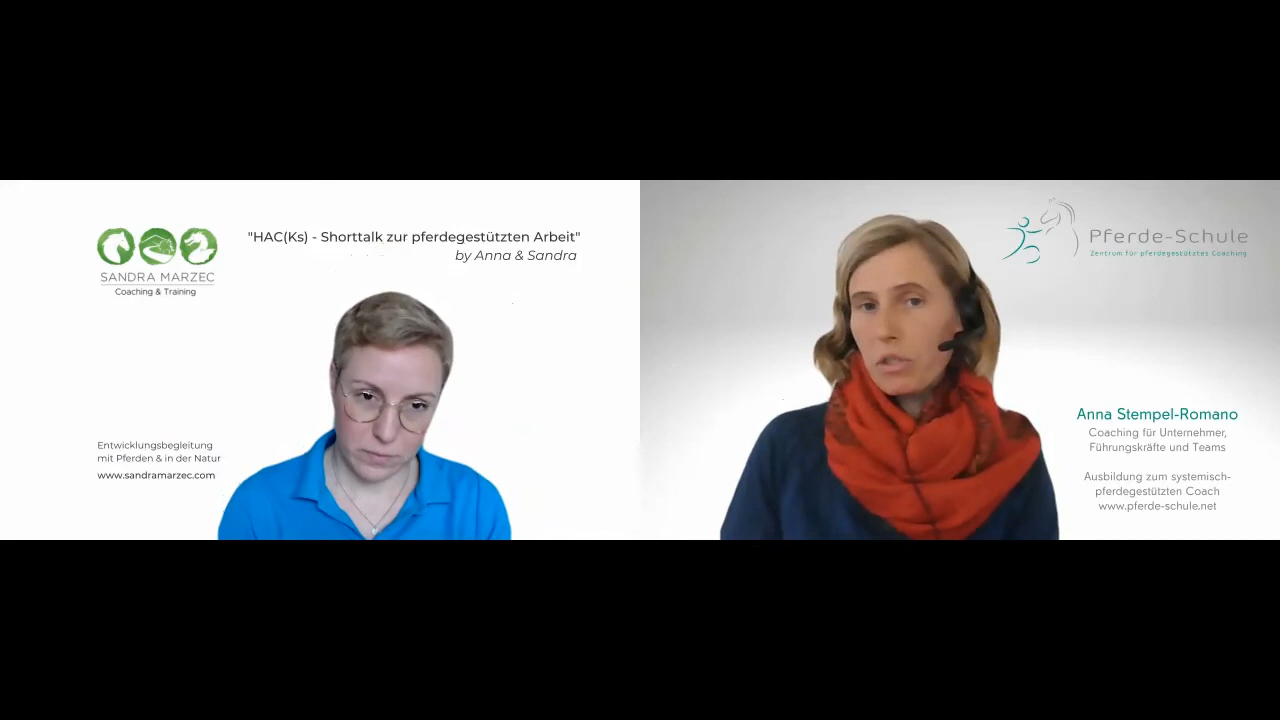 "HAC(Ks) - Shorttalk zur pferdegestützten Arbeit"
by Anna & Sandra
SANDRA MARZEC
Coaching & Training
Entwicklungsbegleitung
mit Pferden & in der Natur
www.sandramarzec.com
Pferde-Schule
Zentrum für pferdegestütztes Coaching
Anna Stempel-Romano
Coaching für Unternehmer,
Führungskräfte und Teams
Ausbildung zum systemisch-
pferdegestützten Coach
www.pferde-schule.net